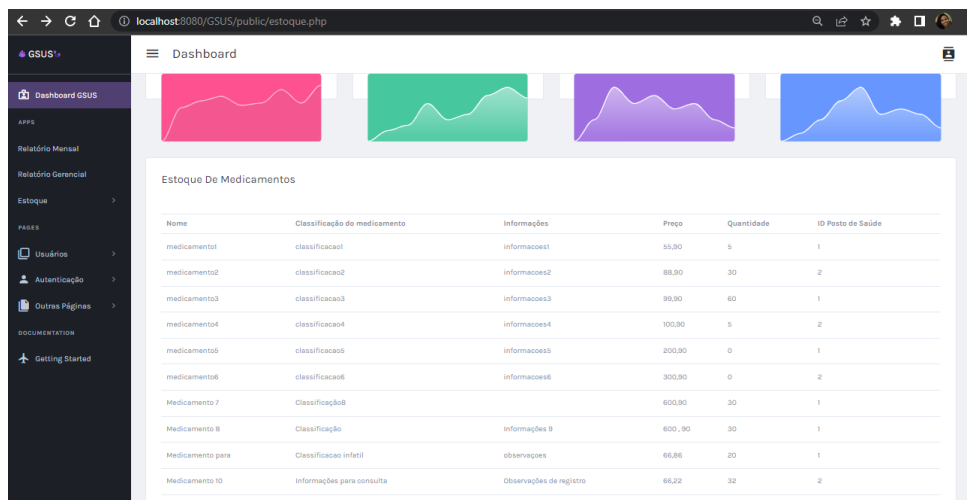 localhost:8080/GSUS/public/estoque.php
GSUS
Dashboard
Dashboard GSUS
APPS
Relatório Mensal
Relatório Gerencial
Estoque
PAGES
Usuários
Autenticação
Outras Páginas
DOCUMENTATION
Getting Started
Estoque De Medicamentos
Nome Classificação do medicamento Informações Preço Quantidade ID Posto de Saúde
medicamento1 classificacao1 informacoes1 55,90 5 1
medicamento2 classificacao2 informacoes2 88,90 30 2
medicamento3 classificacao3 informacoes3 99,90 60 1
medicamento4 classificacao4 informacoes4 100,90 5 2
medicamento5 classificacao5 informacoes5 200,90 0 1
medicamento6 classificacao6 informacoes6 300,90 0 2
Medicamento 7 Classificação8 600,90 30 1
Medicamento 8 Classificação Informações 9 600 , 90 30 1
Medicamento para Classificacao infatil observaçoes 66,86 20 1
Medicamento 10 Informações para consulta Observações de registro 66,22 32 2